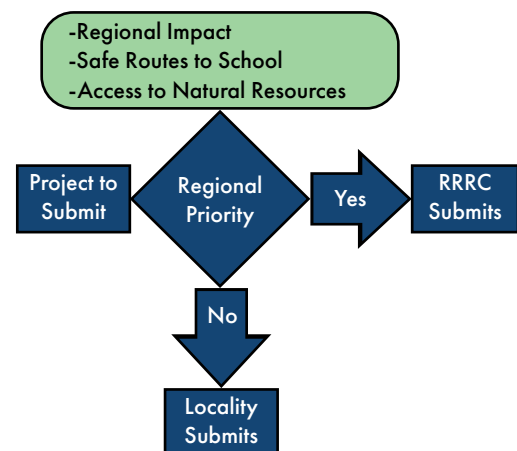 -Regional Impact
-Safe Routes to School
-Access to Natural Resources
Project to
Submit
Regional
Priority
Yes
RRRC
Submits
No
Locality
Submits